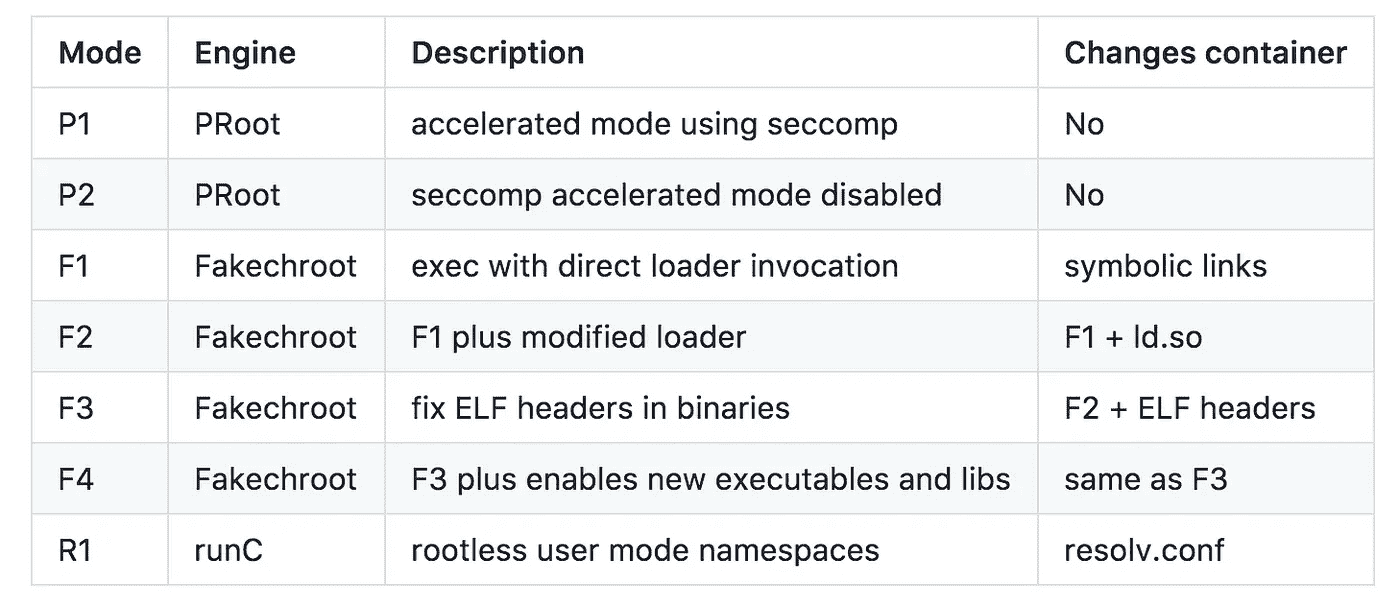 Mode Engine Description Changes container
P1 PRoot accelerated mode using seccomp No
P2 PRoot seccomp accelerated mode disabled No
F1 Fakechroot exec with direct loader invocation symbolic links
F2 Fakechroot F1 plus modified loader F1 + ld.so
F3 Fakechroot fix ELF headers in binaries F2 + ELF headers
F4 Fakechroot F3 plus enables new executables and libs same as F3
R1 runC rootless user mode namespaces resolv.conf